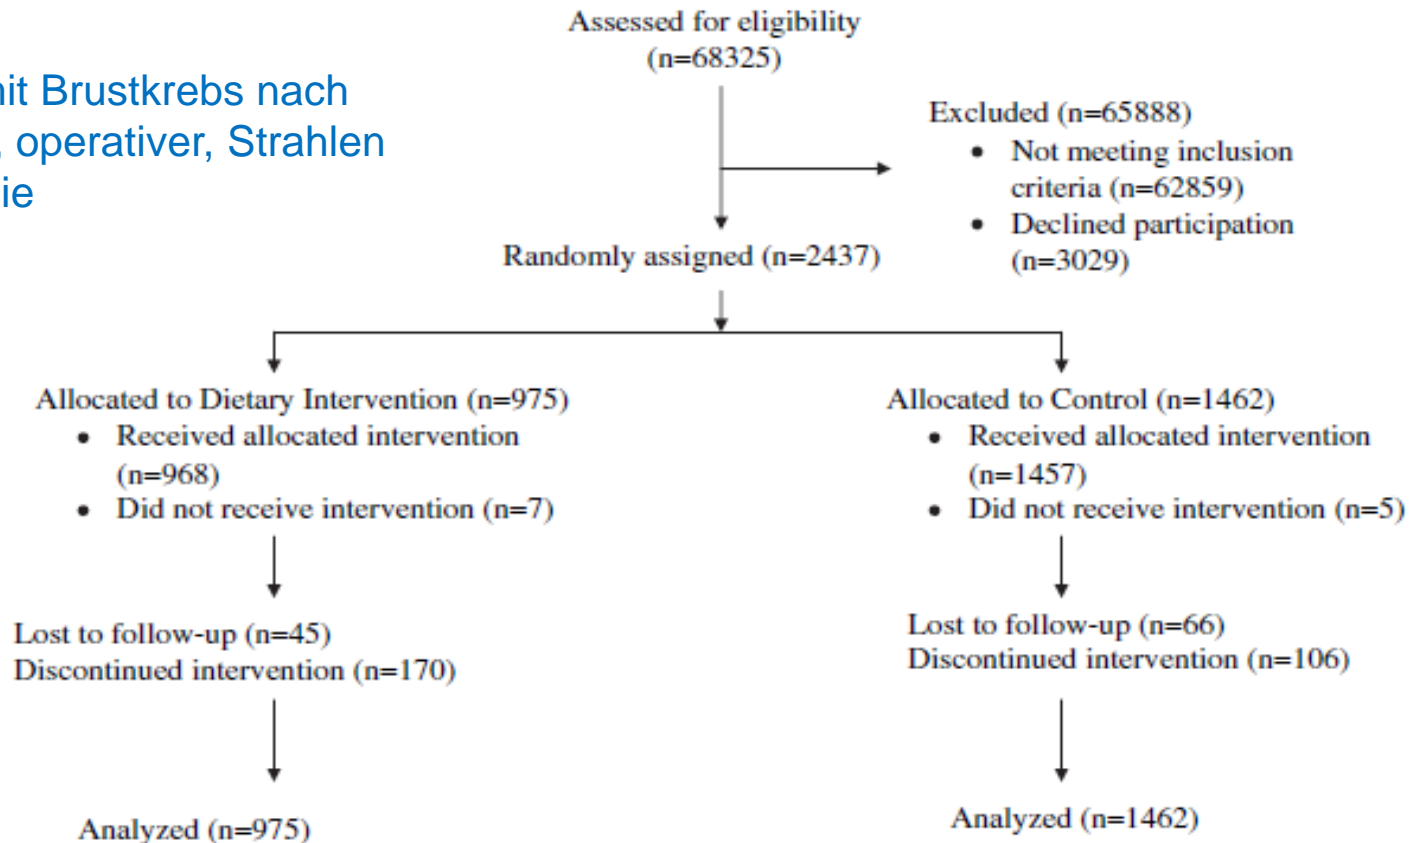 Assessed for eligibility
(n=68325)
mit Brustkrebs nach
operativer, Strahlen
ie
Excluded (n=65888)
• Not meeting inclusion
criteria (n=62859)
• Declined participation
(n=3029)
Randomly assigned (n=2437)
Allocated to Dietary Intervention (n=975)
• Received allocated intervention
(n=968)
• Did not receive intervention (n=7)
Allocated to Control (n=1462)
• Received allocated intervention
(n=1457)
• Did not receive intervention (n=5)
Lost to follow-up (n=45)
Discontinued intervention (n=170)
Lost to follow-up (n=66)
Discontinued intervention (n=106)
Analyzed (n=975)
Analyzed (n=1462)